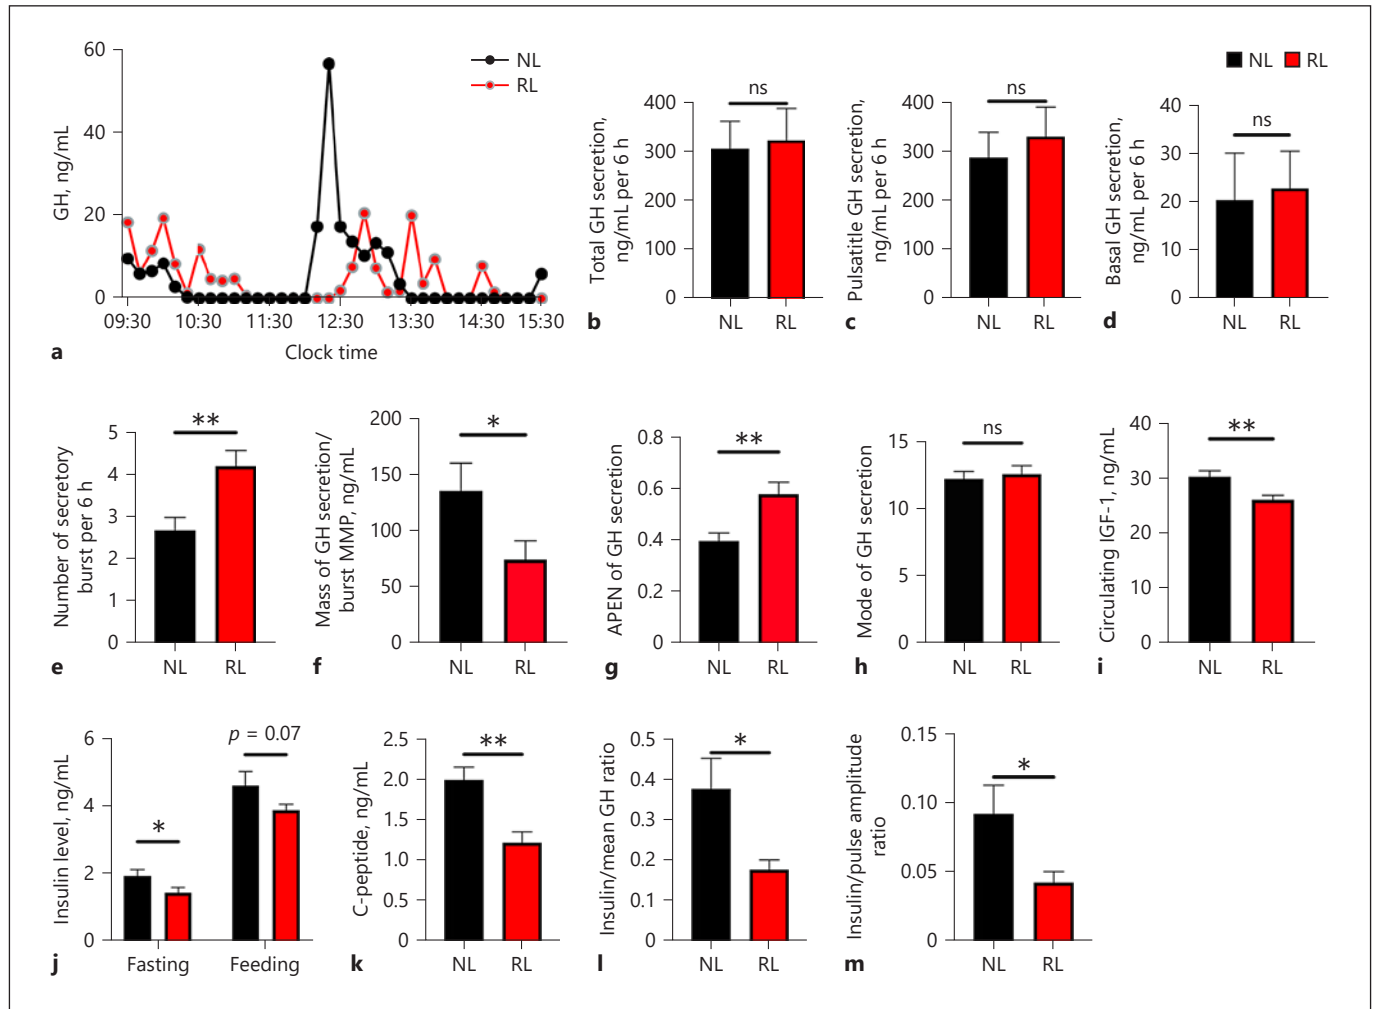 60
40
20
0
GH, ng/mL
NL
RL
09:30 10:30 11:30 12:30 13:30 14:30 15:30
Clock time
a
400
300
200
100
0
Total GH secretion,
ng/mL per 6 h
ns
NL RL
b
400
300
200
100
0
Pulsatitle GH secretion,
ng/mL per 6 h
ns
NL RL
c
NL RL
40
30
20
10
0
Basal GH secretion,
ng/mL per 6 h
ns
NL RL
d
5
4
3
2
1
0
Number of secretory
burst per 6 h
**
NL RL
e
200
150
100
50
0
Mass of GH secretion/
burst MMP, ng/mL
*
NL RL
f
0.8
0.6
0.4
0.2
0
APEN of GH secretion
**
NL RL
g
15
10
5
0
Mode of GH secretion
ns
NL RL
h
40
30
20
10
0
Circulating IGF-1, ng/mL
**
NL RL
i
6
4
2
0
Insulin level, ng/mL
*
p = 0.07
Fasting Feeding
j
2.5
2.0
1.5
1.0
0.5
0
C-peptide, ng/mL
**
NL RL
k
0.5
0.4
0.3
0.2
0.1
0
Insulin/mean GH ratio
*
NL RL
l
0.15
0.10
0.05
0
Insulin/pulse amplitude
ratio
*
NL RL
m